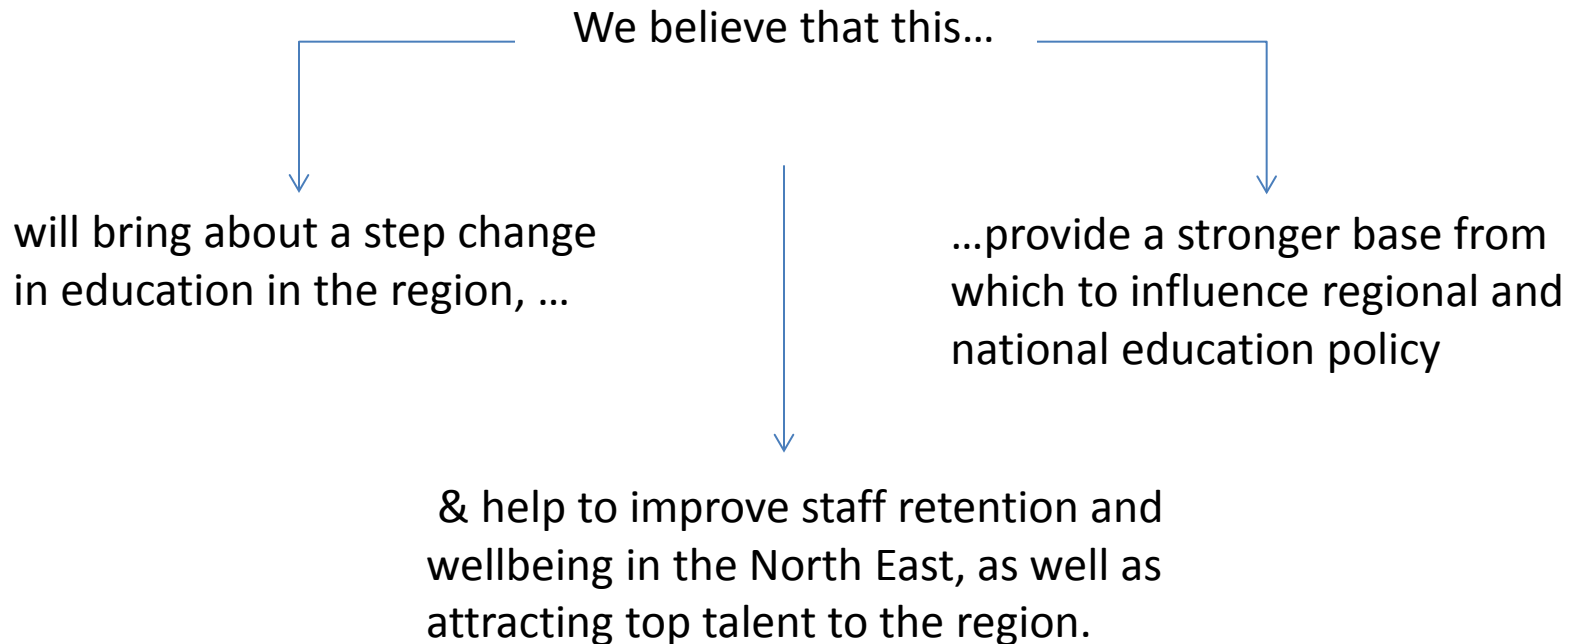 We believe that this…
will bring about a step change
in education in the region, …
…provide a stronger base from
which to influence regional and
national education policy
& help to improve staff retention and
wellbeing in the North East, as well as
attracting top talent to the region.